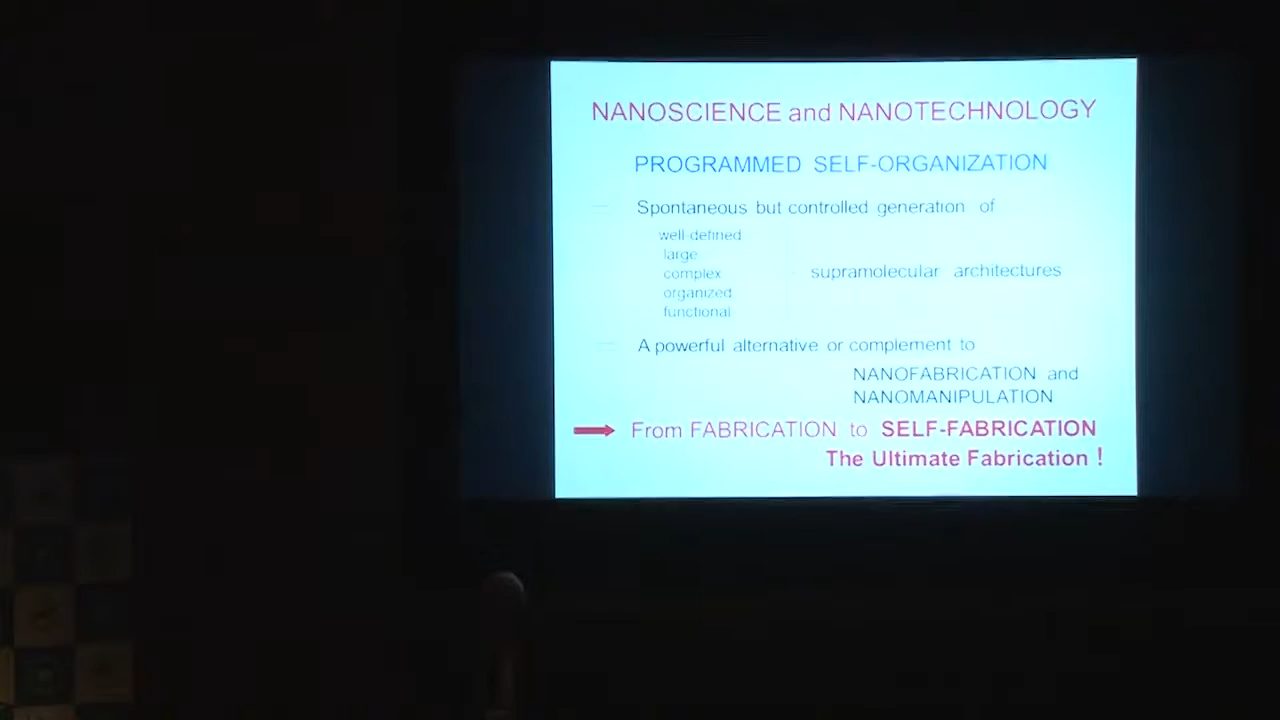 NANOSCIENCE and NANOTECHNOLOGY
PROGRAMMED SELF-ORGANIZATION
— Spontaneous but controlled generation of
well-defined
large
complex
organized
functional
supramolecular architectures
— A powerful alternative or complement to
NANOFABRICATION and
NANOMANIPULATION
From FABRICATION to SELF-FABRICATION
The Ultimate Fabrication !